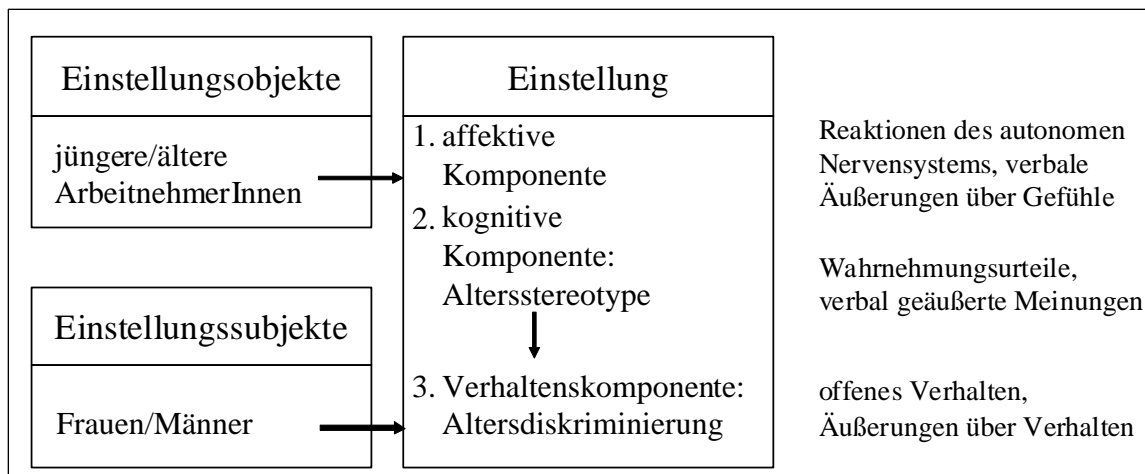 Einstellungsobjekte
jüngere/ältere
ArbeitnehmerInnen
Einstellungssubjekte
Frauen/Männer
Einstellung
1. affektive
Komponente
2. kognitive
Komponente:
Altersstereotype
3. Verhaltenskomponente:
Altersdiskriminierung
Reaktionen des autonomen
Nervensystems, verbale
Äußerungen über Gefühle
Wahrnehmungsurteile,
verbal geäußerte Meinungen
offenes Verhalten,
Äußerungen über Verhalten